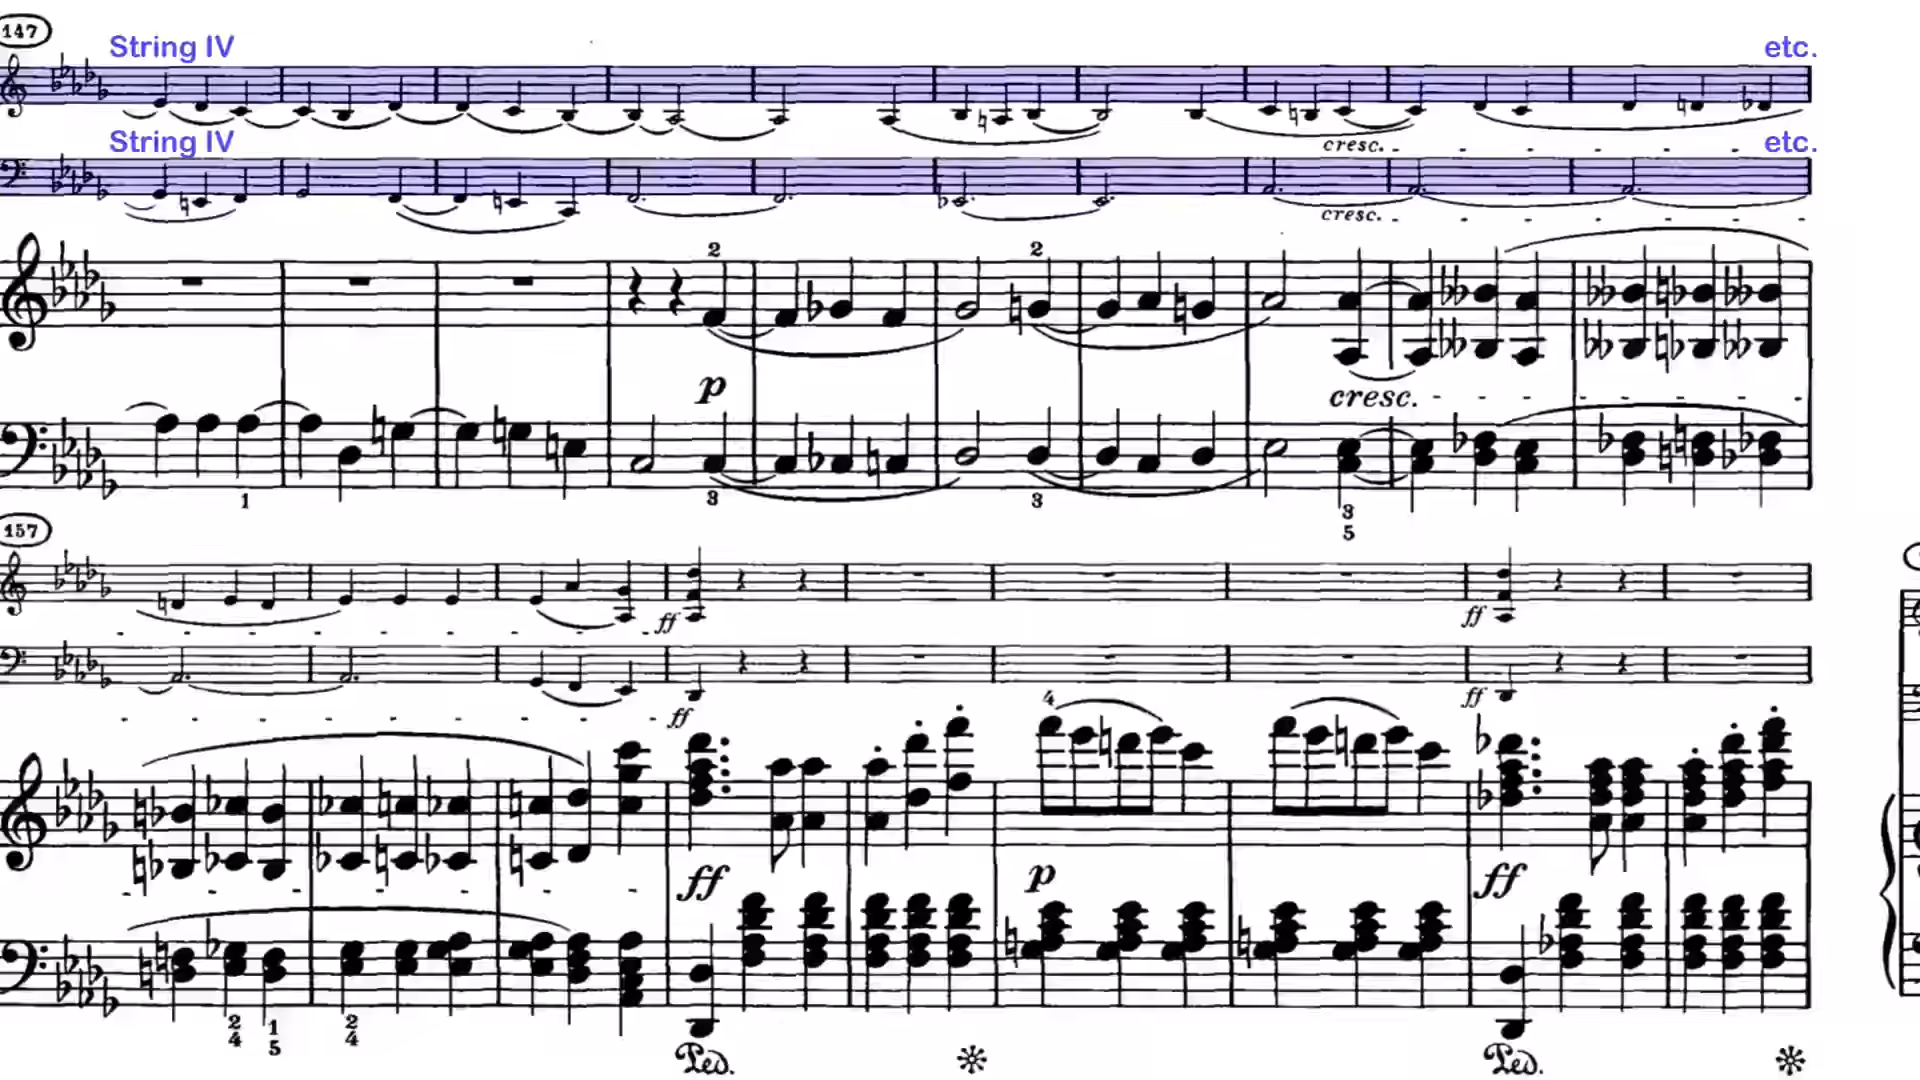 147
String IV
etc.
cresc.
String IV
etc.
cresc.
2
2
p
cresc.
1
3
3
3
5
157
ff
ff
ff
ff
4
ff
p
ff
2
4
1
5
2
4
Ped.
Ped.